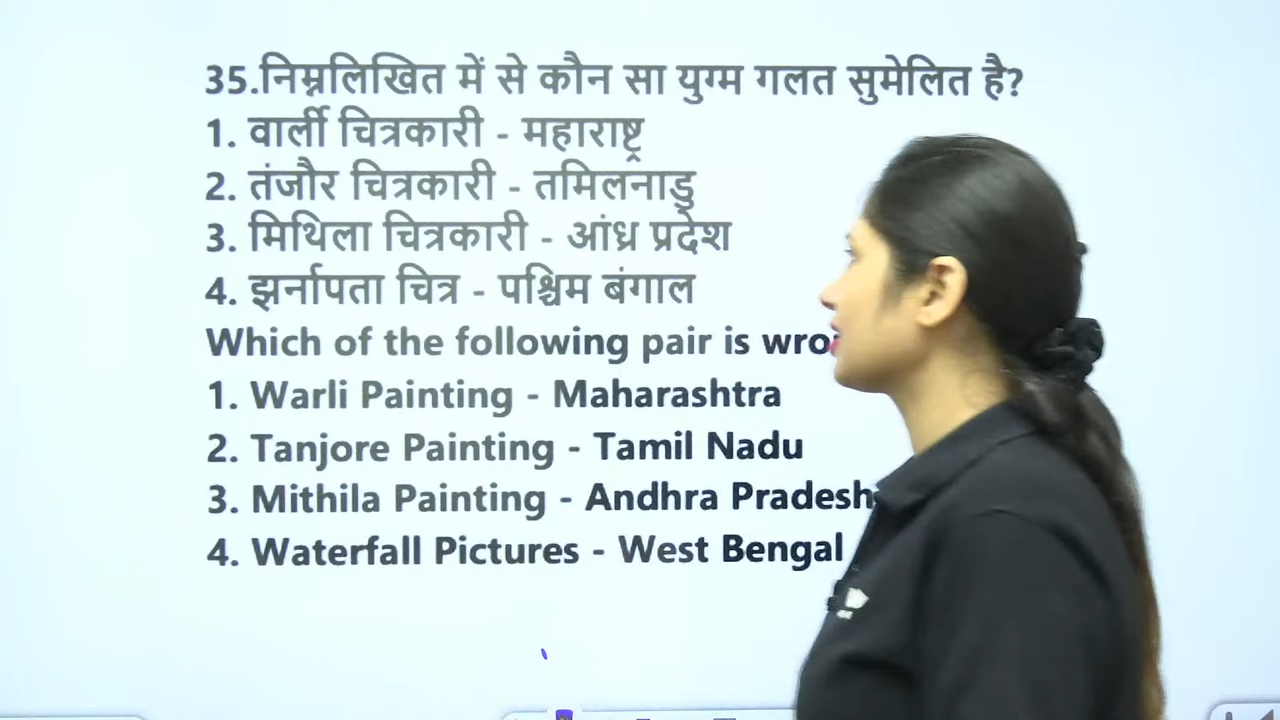 35.निम्नलिखित में से कौन सा युग्म गलत सुमेलित है?
1. वार्ली चित्रकारी - महाराष्ट्र
2. तंजौर चित्रकारी - तमिलनाडु
3. मिथिला चित्रकारी - आंध्र प्रदेश
4. झर्नापता चित्र - पश्चिम बंगाल
Which of the following pair is
1. Warli Painting - Maharashtra
2. Tanjore Painting - Tamil Nadu
3. Mithila Painting - Andhra Pradesh
4. Waterfall Pictures - West Bengal